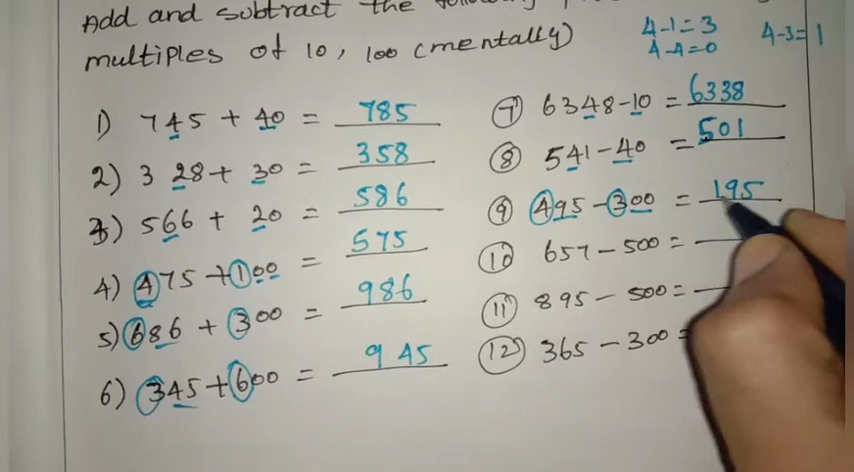 Add and subtract the
multiples of 10, 100 (mentally)
4-1=3
4-4=0
4-3=1
1) 745 + 40 = 785
2) 328 + 30 = 358
3) 566 + 20 = 586
4) 475 + 100 = 575
5) 686 + 300 = 986
6) 345 + 600 = 945
7) 6348 - 10 = 6338
8) 541 - 40 = 501
9) 495 - 300 = 195
10) 657 - 500 =
11) 895 - 500 =
12) 365 - 300 =